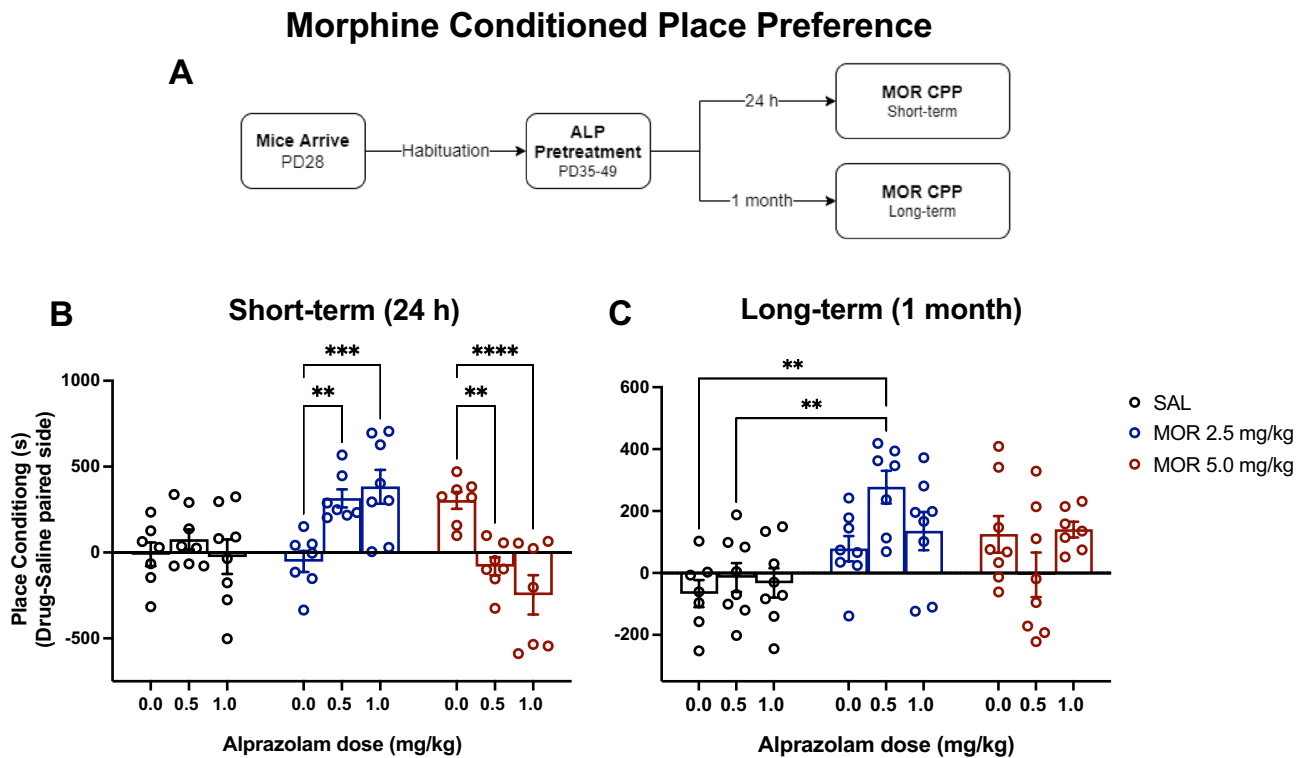 Morphine Conditioned Place Preference
A
Mice Arrive
PD28
Habituation
ALP
Pretreatment
PD35-49
24 h
MOR CPP
Short-term
1 month
MOR CPP
Long-term
B
Short-term (24 h)
Place Conditiong (s)
(Drug-Saline paired side)
1000
500
0
-500
**
***
**
****
0.0 0.5 1.0
0.0 0.5 1.0
0.0 0.5 1.0
Alprazolam dose (mg/kg)
C
Long-term (1 month)
600
400
200
0
-200
**
**
0.0 0.5 1.0
0.0 0.5 1.0
0.0 0.5 1.0
Alprazolam dose (mg/kg)
SAL
MOR 2.5 mg/kg
MOR 5.0 mg/kg